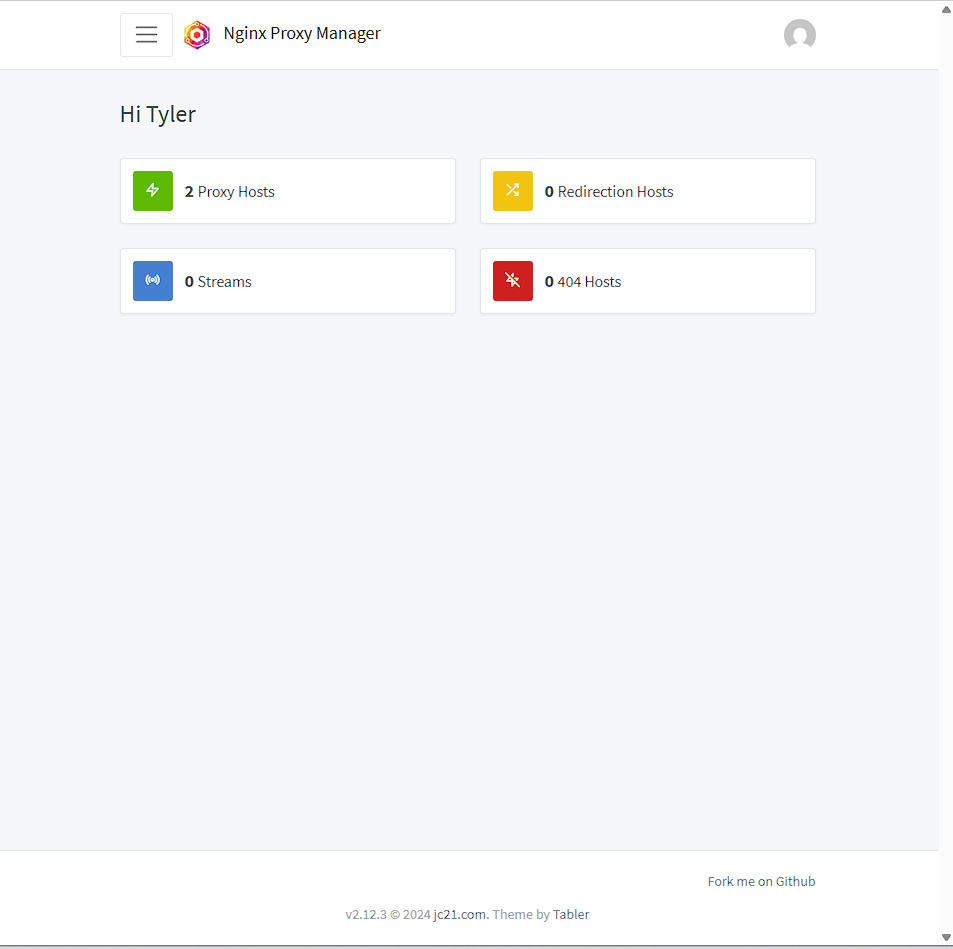 Nginx Proxy Manager
Hi Tyler
2 Proxy Hosts
0 Redirection Hosts
0 Streams
0 404 Hosts
Fork me on Github
v2.12.3 © 2024 jc21.com. Theme by Tabler